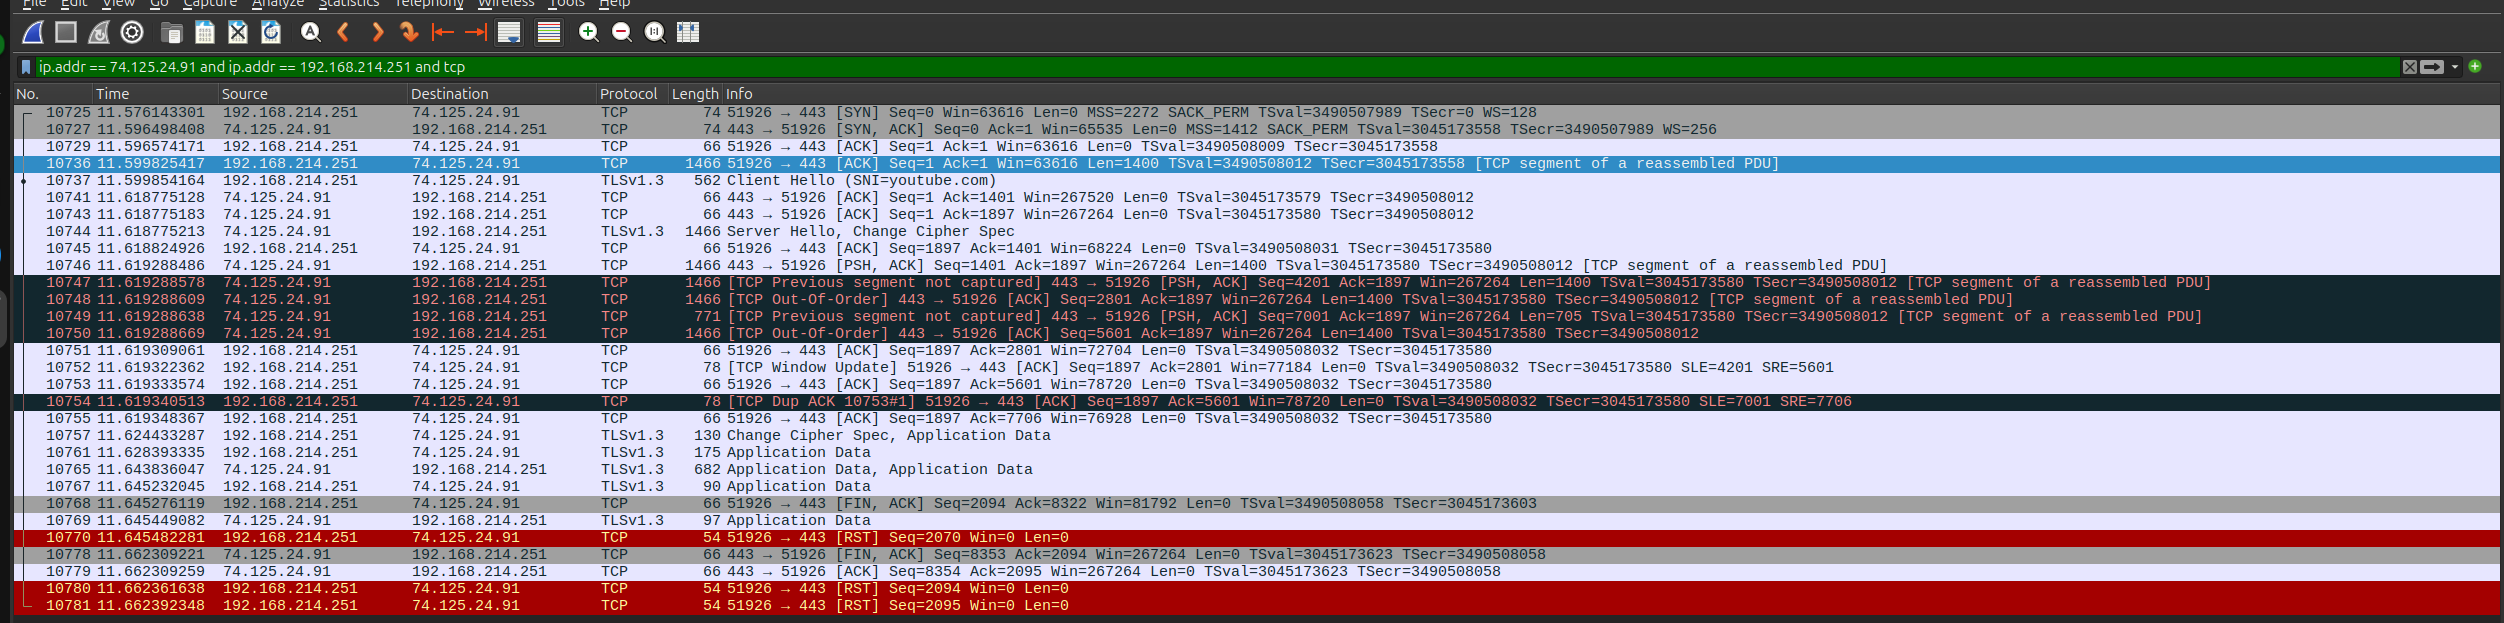 File Edit View Go Capture Analyze Statistics Telephony Wireless Tools Help
ip.addr == 74.125.24.91 and ip.addr == 192.168.214.251 and tcp
No. Time Source Destination Protocol Length Info
10725 11.576143301 192.168.214.251 74.125.24.91 TCP 74 51926 → 443 [SYN] Seq=0 Win=63616 Len=0 MSS=2272 SACK_PERM TSval=3490507989 TSecr=0 WS=128
10727 11.596498408 74.125.24.91 192.168.214.251 TCP 74 443 → 51926 [SYN, ACK] Seq=0 Ack=1 Win=65535 Len=0 MSS=1412 SACK_PERM TSval=3045173558 TSecr=3490507989 WS=256
10729 11.596574171 192.168.214.251 74.125.24.91 TCP 66 51926 → 443 [ACK] Seq=1 Ack=1 Win=63616 Len=0 TSval=3490508009 TSecr=3045173558
10736 11.599825417 192.168.214.251 74.125.24.91 TCP 1466 51926 → 443 [ACK] Seq=1 Ack=1 Win=63616 Len=1400 TSval=3490508012 TSecr=3045173558 [TCP segment of a reassembled PDU]
10737 11.599854164 192.168.214.251 74.125.24.91 TLSv1.3 562 Client Hello (SNI=youtube.com)
10741 11.618775128 74.125.24.91 192.168.214.251 TCP 66 443 → 51926 [ACK] Seq=1 Ack=1401 Win=267520 Len=0 TSval=3045173579 TSecr=3490508012
10743 11.618775183 74.125.24.91 192.168.214.251 TCP 66 443 → 51926 [ACK] Seq=1 Ack=1897 Win=267264 Len=0 TSval=3045173580 TSecr=3490508012
10744 11.618775213 74.125.24.91 192.168.214.251 TLSv1.3 1466 Server Hello, Change Cipher Spec
10745 11.618824926 192.168.214.251 74.125.24.91 TCP 66 51926 → 443 [ACK] Seq=1897 Ack=1401 Win=68224 Len=0 TSval=3490508031 TSecr=3045173580
10746 11.619288486 74.125.24.91 192.168.214.251 TCP 1466 443 → 51926 [PSH, ACK] Seq=1401 Ack=1897 Win=267264 Len=1400 TSval=3045173580 TSecr=3490508012 [TCP segment of a reassembled PDU]
10747 11.619288578 74.125.24.91 192.168.214.251 TCP 1466 [TCP Previous segment not captured] 443 → 51926 [PSH, ACK] Seq=4201 Ack=1897 Win=267264 Len=1400 TSval=3045173580 TSecr=3490508012 [TCP segment of a reassembled PDU]
10748 11.619288609 74.125.24.91 192.168.214.251 TCP 1466 [TCP Out-Of-Order] 443 → 51926 [ACK] Seq=2801 Ack=1897 Win=267264 Len=1400 TSval=3045173580 TSecr=3490508012 [TCP segment of a reassembled PDU]
10749 11.619288638 74.125.24.91 192.168.214.251 TCP 771 [TCP Previous segment not captured] 443 → 51926 [PSH, ACK] Seq=7001 Ack=1897 Win=267264 Len=705 TSval=3045173580 TSecr=3490508012 [TCP segment of a reassembled PDU]
10750 11.619288669 74.125.24.91 192.168.214.251 TCP 1466 [TCP Out-Of-Order] 443 → 51926 [ACK] Seq=5601 Ack=1897 Win=267264 Len=1400 TSval=3045173580 TSecr=3490508012
10751 11.619309061 192.168.214.251 74.125.24.91 TCP 66 51926 → 443 [ACK] Seq=1897 Ack=2801 Win=72704 Len=0 TSval=3490508032 TSecr=3045173580
10752 11.619322362 192.168.214.251 74.125.24.91 TCP 78 [TCP Window Update] 51926 → 443 [ACK] Seq=1897 Ack=2801 Win=77184 Len=0 TSval=3490508032 TSecr=3045173580 SLE=4201 SRE=5601
10753 11.619333574 192.168.214.251 74.125.24.91 TCP 66 51926 → 443 [ACK] Seq=1897 Ack=5601 Win=78720 Len=0 TSval=3490508032 TSecr=3045173580
10754 11.619340513 192.168.214.251 74.125.24.91 TCP 78 [TCP Dup ACK 10753#1] 51926 → 443 [ACK] Seq=1897 Ack=5601 Win=78720 Len=0 TSval=3490508032 TSecr=3045173580 SLE=7001 SRE=7706
10755 11.619348367 192.168.214.251 74.125.24.91 TCP 66 51926 → 443 [ACK] Seq=1897 Ack=7706 Win=76928 Len=0 TSval=3490508032 TSecr=3045173580
10757 11.624433287 192.168.214.251 74.125.24.91 TLSv1.3 130 Change Cipher Spec, Application Data
10761 11.628393335 192.168.214.251 74.125.24.91 TLSv1.3 175 Application Data
10765 11.643836047 74.125.24.91 192.168.214.251 TLSv1.3 682 Application Data, Application Data
10767 11.645232045 192.168.214.251 74.125.24.91 TLSv1.3 90 Application Data
10768 11.645276119 192.168.214.251 74.125.24.91 TCP 66 51926 → 443 [FIN, ACK] Seq=2094 Ack=8322 Win=81792 Len=0 TSval=3490508058 TSecr=3045173603
10769 11.645449082 74.125.24.91 192.168.214.251 TLSv1.3 97 Application Data
10770 11.645482281 192.168.214.251 74.125.24.91 TCP 54 51926 → 443 [RST] Seq=2070 Win=0 Len=0
10778 11.662309221 74.125.24.91 192.168.214.251 TCP 66 443 → 51926 [FIN, ACK] Seq=8353 Ack=2094 Win=267264 Len=0 TSval=3045173623 TSecr=3490508058
10779 11.662309259 74.125.24.91 192.168.214.251 TCP 66 443 → 51926 [ACK] Seq=8354 Ack=2095 Win=267264 Len=0 TSval=3045173623 TSecr=3490508058
10780 11.662361638 192.168.214.251 74.125.24.91 TCP 54 51926 → 443 [RST] Seq=2094 Win=0 Len=0
10781 11.662392348 192.168.214.251 74.125.24.91 TCP 54 51926 → 443 [RST] Seq=2095 Win=0 Len=0